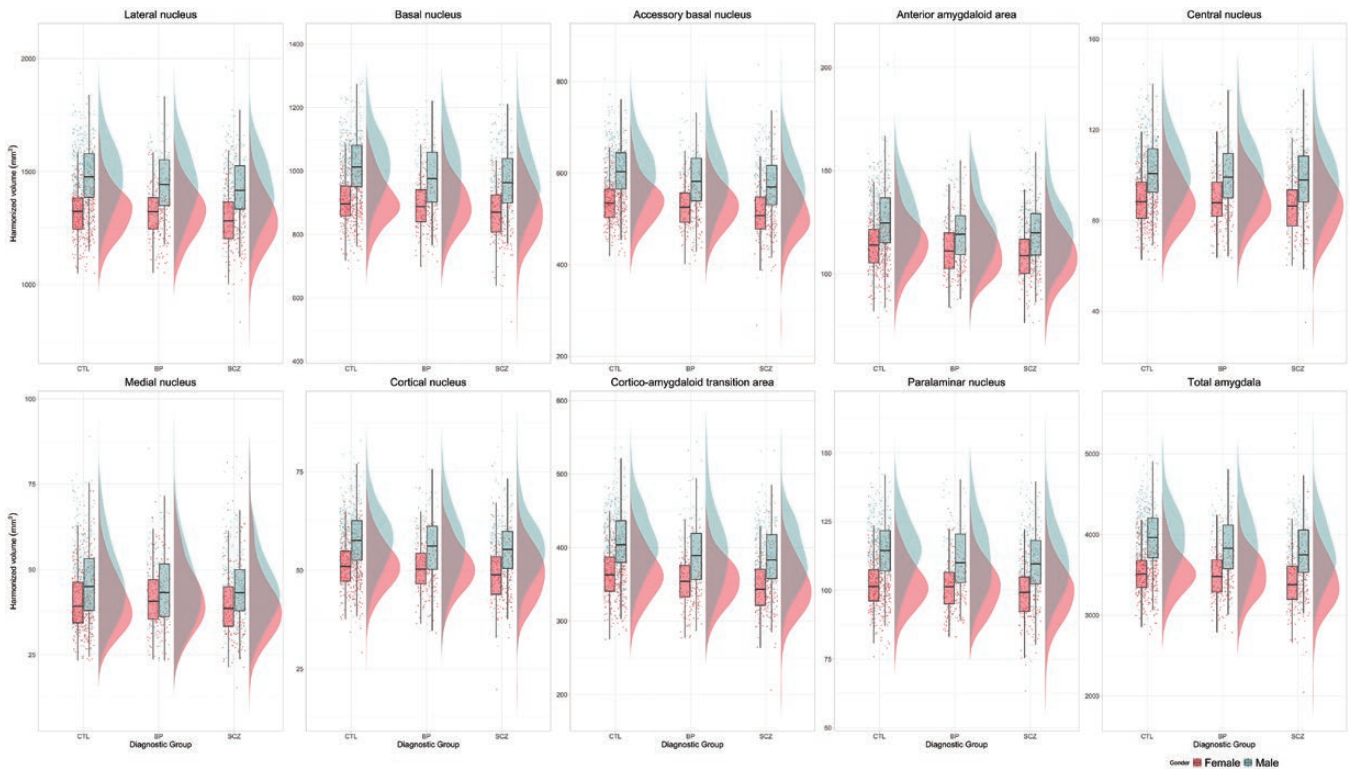 Lateral nucleus
Basal nucleus
Accessory basal nucleus
Anterior amygdaloid area
Central nucleus
Harmonized volume (mm³)
2000
1500
1000
1400
1200
1000
800
600
400
800
600
400
200
200
150
100
160
120
80
40
CTL BP SCZ
CTL BP SCZ
CTL BP SCZ
CTL BP SCZ
CTL BP SCZ
Medial nucleus
Cortical nucleus
Cortico-amygdaloid transition area
Paralaminar nucleus
Total amygdala
Harmonized volume (mm³)
100
75
50
25
75
50
25
600
500
400
300
200
150
125
100
75
50
5000
4000
3000
2000
CTL BP SCZ
CTL BP SCZ
CTL BP SCZ
CTL BP SCZ
CTL BP SCZ
Diagnostic Group
Diagnostic Group
Diagnostic Group
Diagnostic Group
Diagnostic Group
Gender Female Male